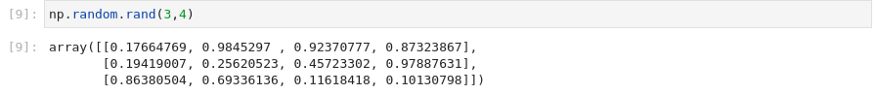 [9]: np.random.rand(3,4)
[9]: array([[0.17664769, 0.9845297 , 0.92370777, 0.87323867],
[0.19419007, 0.25620523, 0.45723302, 0.97887631],
[0.86380504, 0.69336136, 0.11618418, 0.10130798]])